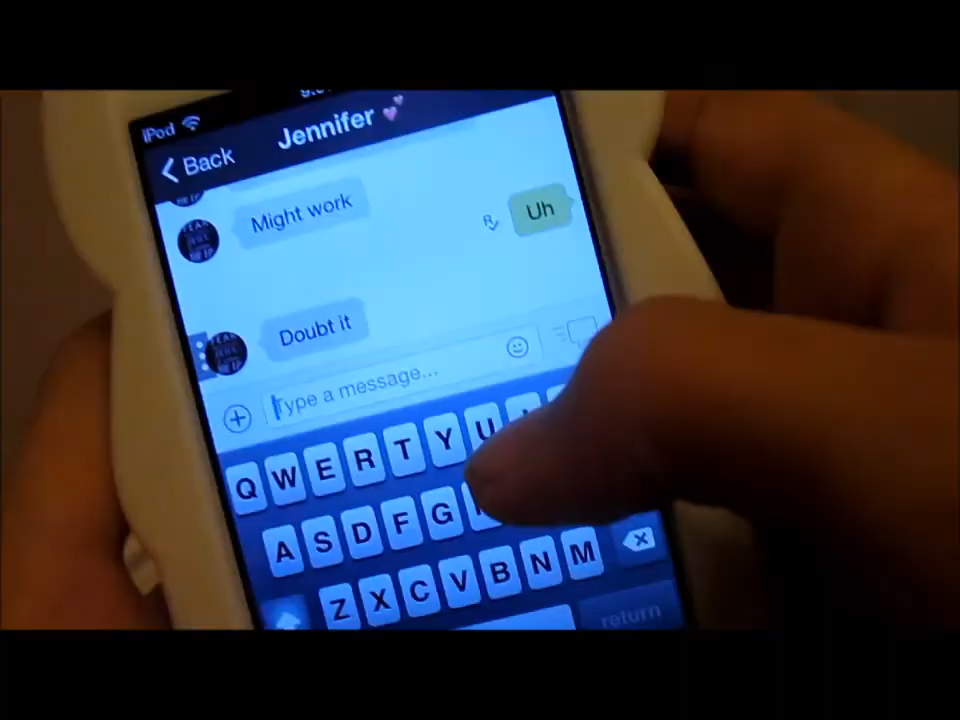 iPod
Back
Jennifer 💕
Might work
Uh
Doubt it
Type a message...
Q W E R T Y U
A S D F G
Z X C V B N M
return